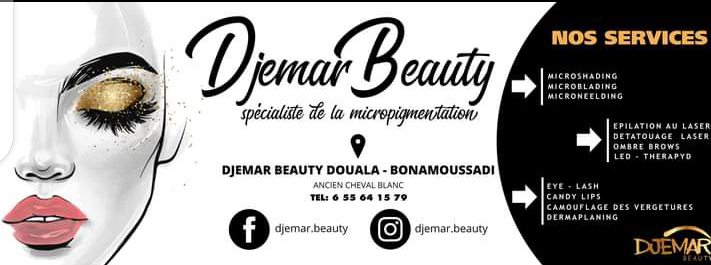 Djemar Beauty
spécialiste de la micropigmentation
DJEMAR BEAUTY DOUALA - BONAMOUSSADI
ANCIEN CHEVAL BLANC
TEL: 6 55 64 15 79
djemar.beauty
djemar.beauty
NOS SERVICES
MICROSHADING
MICROBLADING
MICRONEELDING
EPILATION AU LASER
DETATOUAGE LASER
OMBRE BROWS
LED - THERAPYD
EYE - LASH
CANDY LIPS
CAMOUFLAGE DES VERGETURES
DERMAPLANING
DJEMAR
BEAUTY